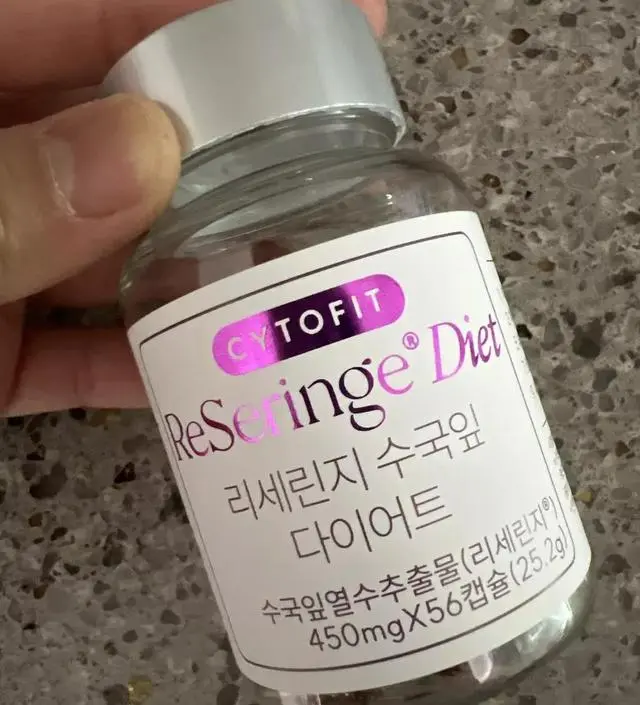 CYTOFIT
ReSeringe® Diet
리세린지 수국잎
다이어트
수국잎열수추출물(리세린지®)
450mgX56캡슐(25.2g)